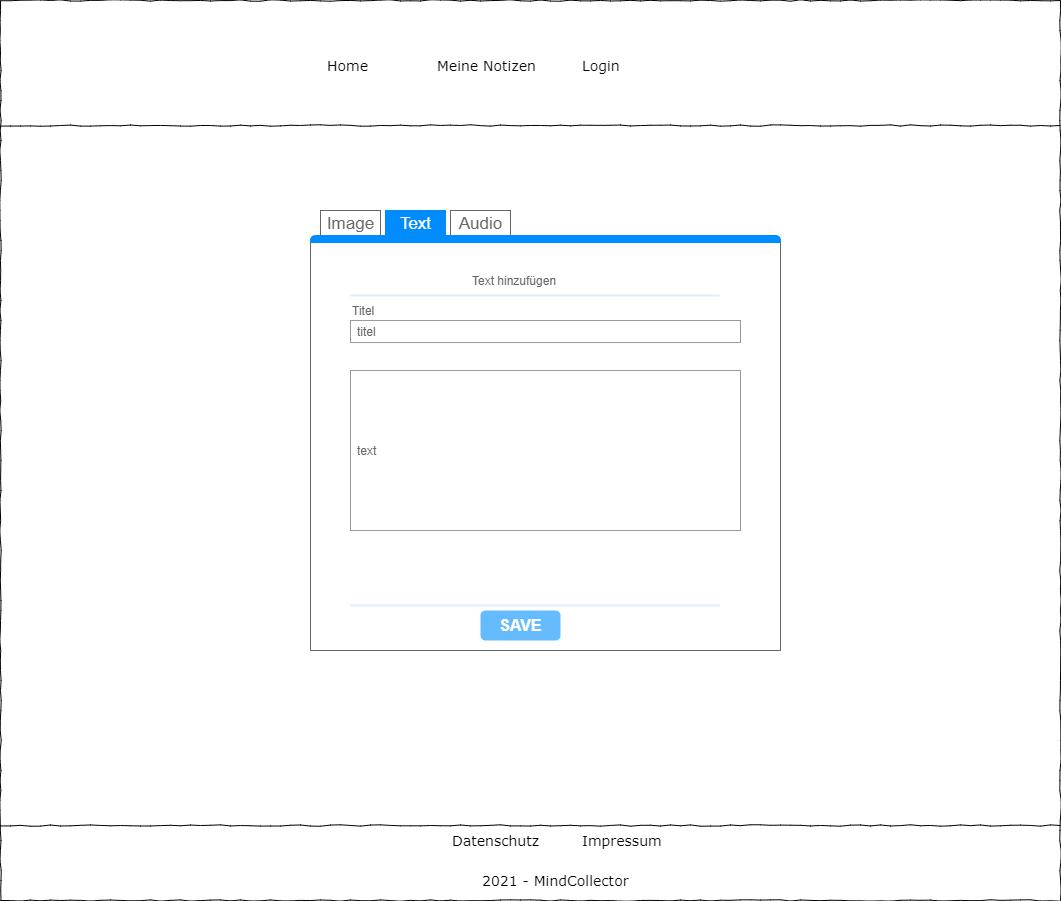 Home Meine Notizen Login
Image Text Audio
Text hinzufügen
Titel
titel
text
SAVE
Datenschutz Impressum
2021 - MindCollector